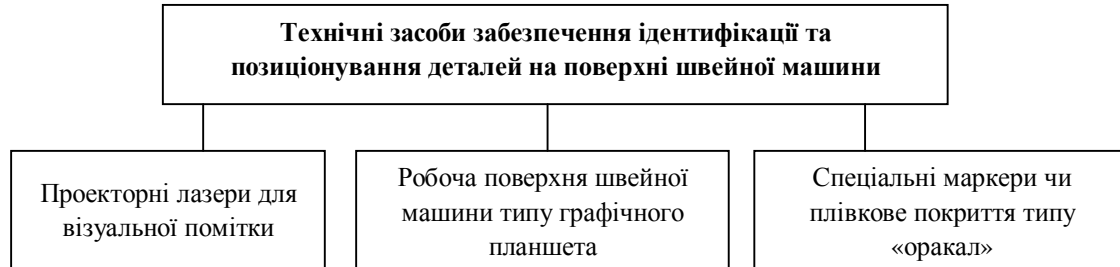 Технічні засоби забезпечення ідентифікації та
позиціонування деталей на поверхні швейної машини
Проекторні лазери для
візуальної помітки
Робоча поверхня швейної
машини типу графічного
планшета
Спеціальні маркери чи
плівкове покриття типу
«оракал»